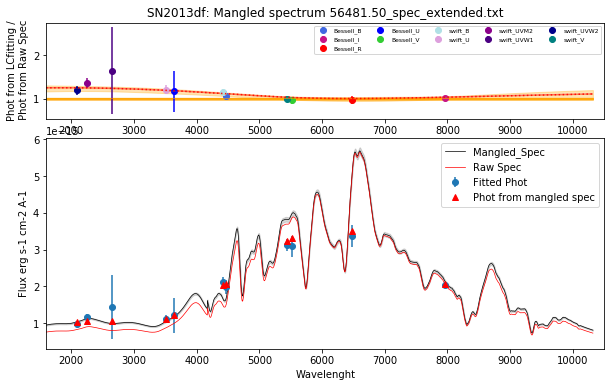 SN2013df: Mangled spectrum 56481.50_spec_extended.txt
Phot from LCfitting /
Phot from Raw Spec
2
1
Bessell_B
Bessell_I
Bessell_R
Bessell_U
Bessell_V
swift_B
swift_U
swift_UVM2
swift_UVW1
swift_UVW2
swift_V
2000 3000 4000 5000 6000 7000 8000 9000 10000
1e-15
Flux erg s-1 cm-2 A-1
6
5
4
3
2
1
Mangled_Spec
Raw Spec
Fitted Phot
Phot from mangled spec
2000 3000 4000 5000 6000 7000 8000 9000 10000
Wavelenght